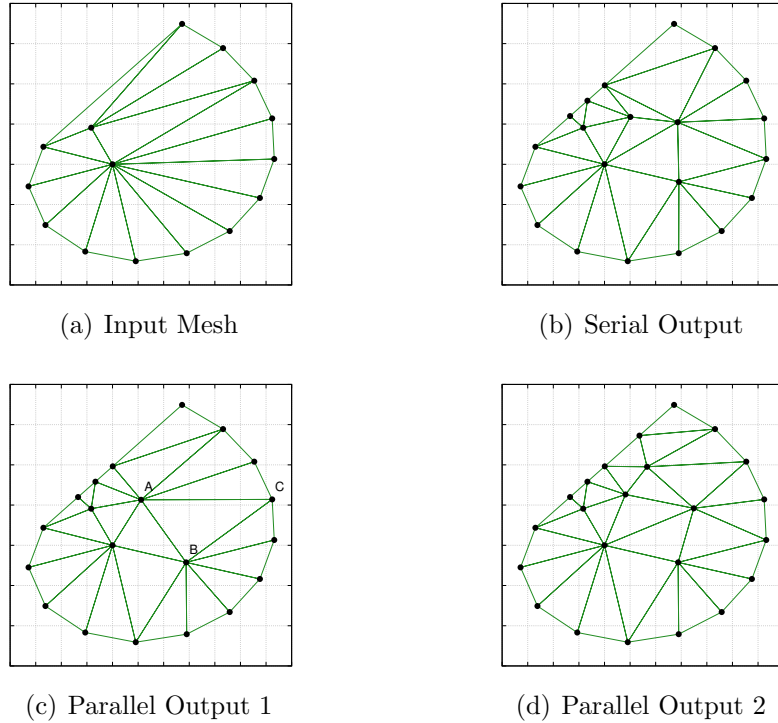 (a) Input Mesh
(b) Serial Output
A
C
B
(c) Parallel Output 1
(d) Parallel Output 2